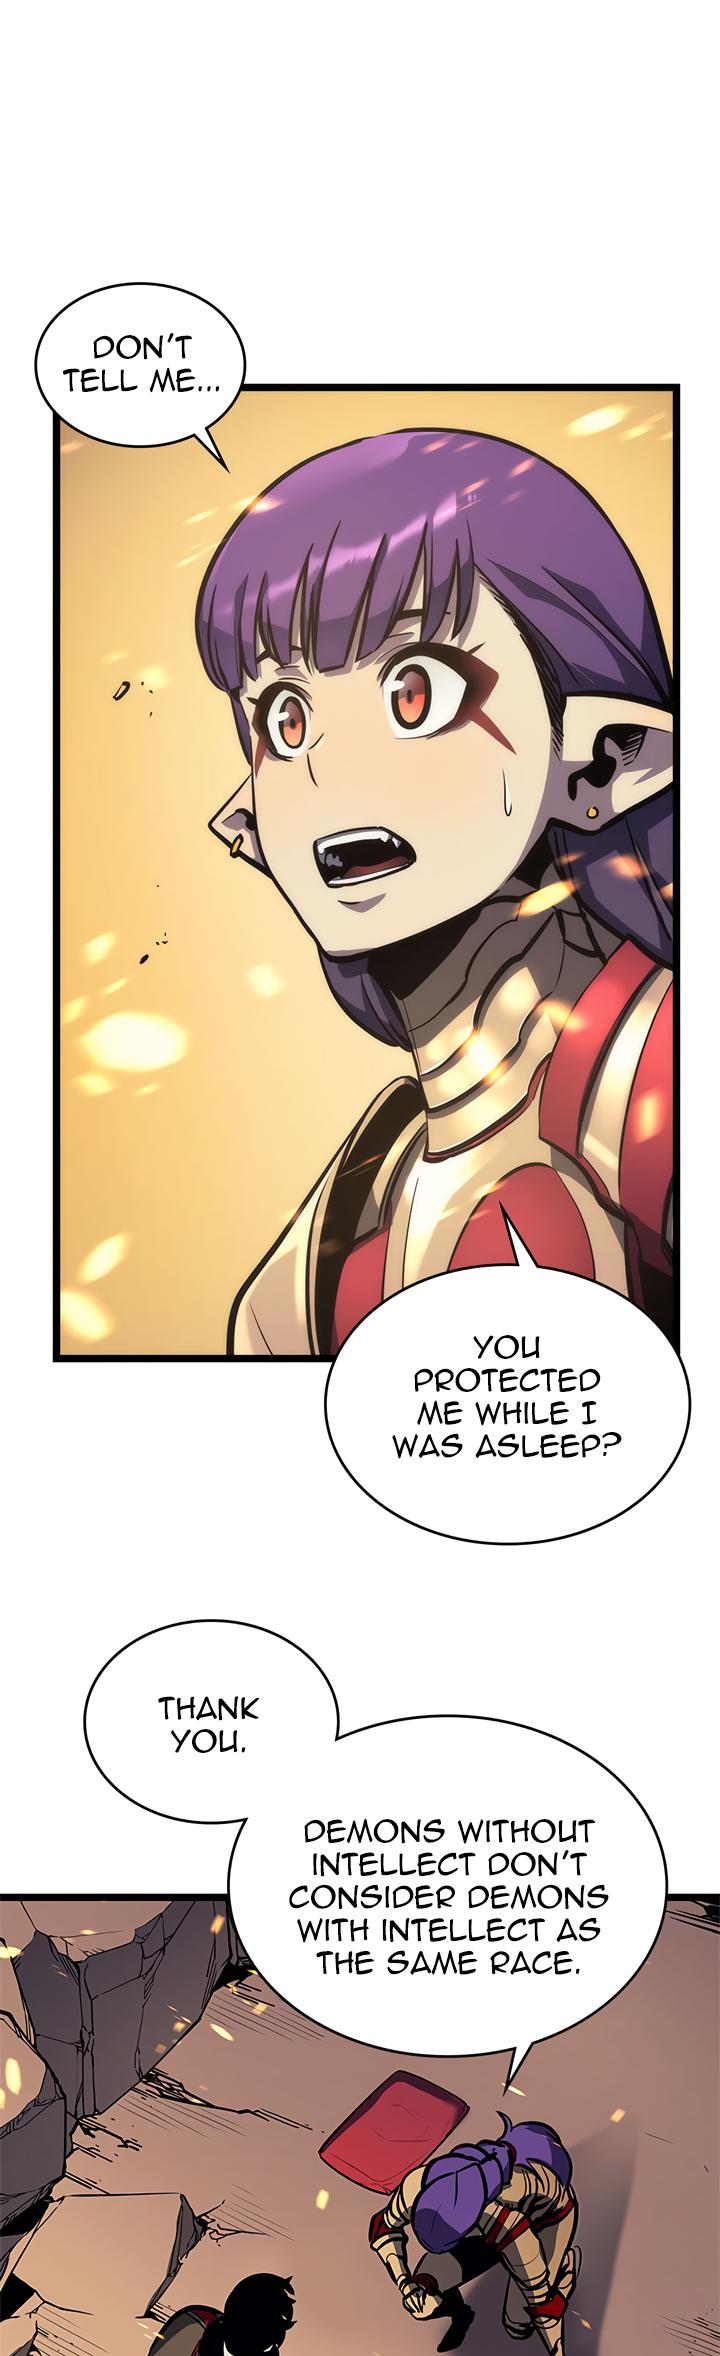 DON'T
TELL ME...
YOU
PROTECTED
ME WHILE I
WAS ASLEEP?
THANK
YOU.
DEMONS WITHOUT
INTELLECT DON'T
CONSIDER DEMONS
WITH INTELLECT AS
THE SAME RACE.